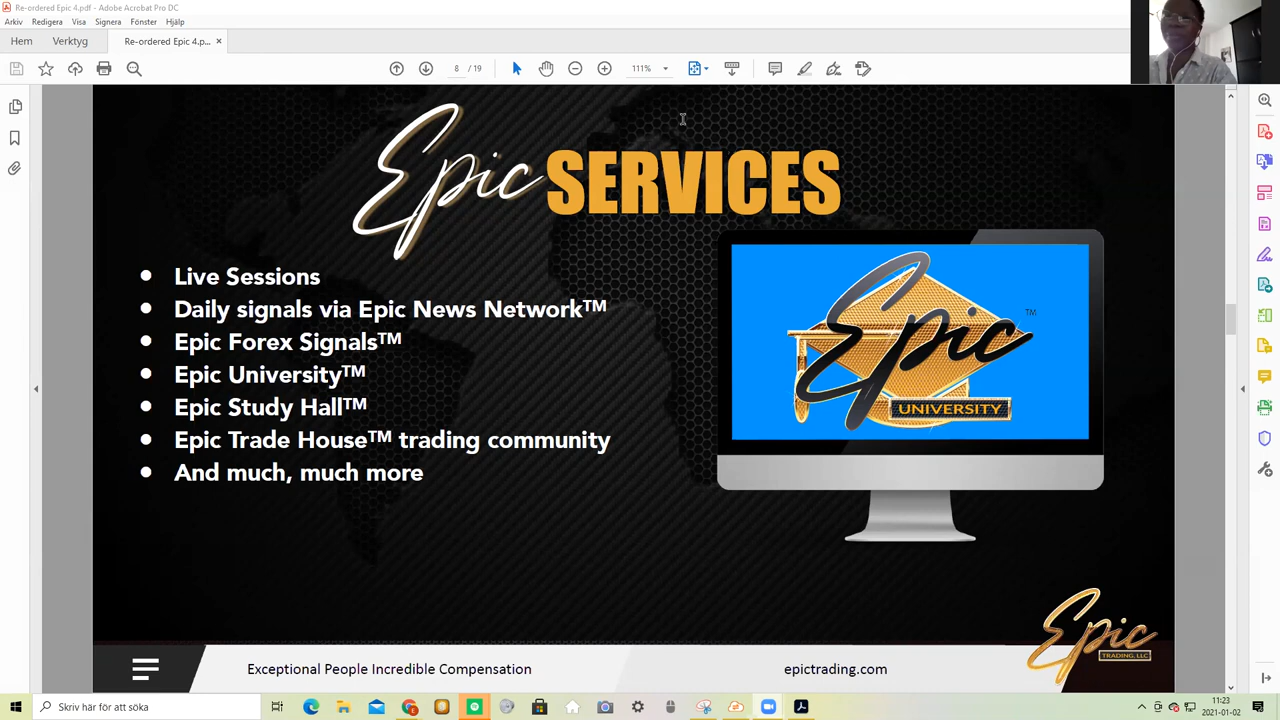 Re-ordered Epic 4.pdf - Adobe Acrobat Pro DC
Arkiv Redigera Visa Signera Fönster Hjälp
Hem Verktyg Re-ordered Epic 4.p... ×
8 / 19 111%
Epic SERVICES
• Live Sessions
• Daily signals via Epic News Network™
• Epic Forex Signals™
• Epic University™
• Epic Study Hall™
• Epic Trade House™ trading community
• And much, much more
Epic ™
UNIVERSITY
Exceptional People Incredible Compensation
epictrading.com
Epic
TRADING, LLC
Skriv här för att söka
11:23
2021-01-02